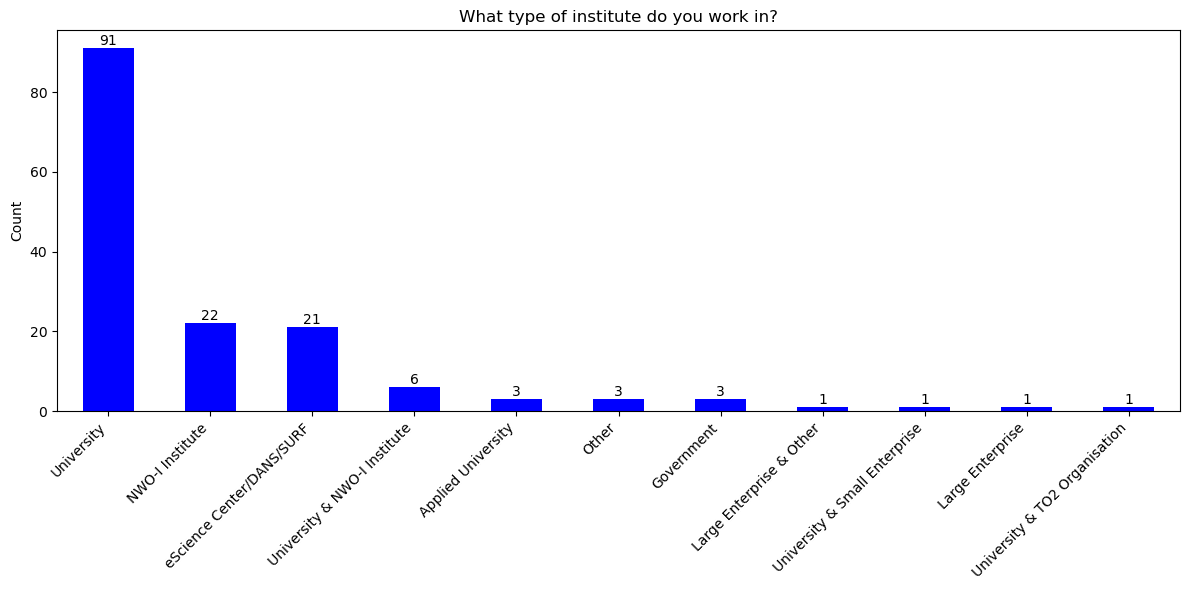 What type of institute do you work in?
Count
80
60
40
20
0
91
22
21
6
3
3
3
1
1
1
1
University
NWO-I Institute
eScience Center/DANS/SURF
University & NWO-I Institute
Applied University
Other
Government
Large Enterprise & Other
University & Small Enterprise
Large Enterprise
University & TO2 Organisation